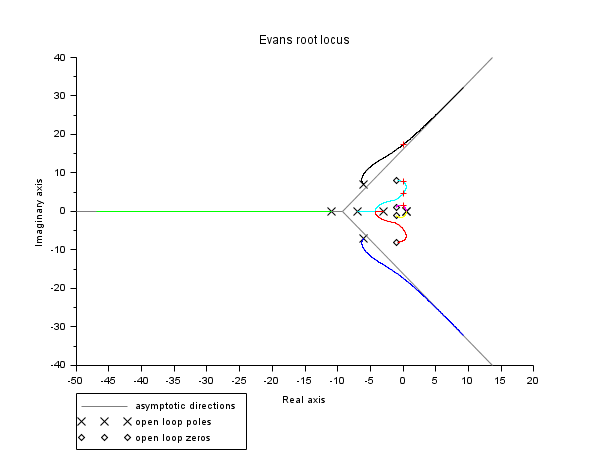 Evans root locus
40
30
20
10
0
-10
-20
-30
-40
Imaginary axis
-50 -45 -40 -35 -30 -25 -20 -15 -10 -5 0 5 10 15 20
Real axis
asymptotic directions
open loop poles
open loop zeros